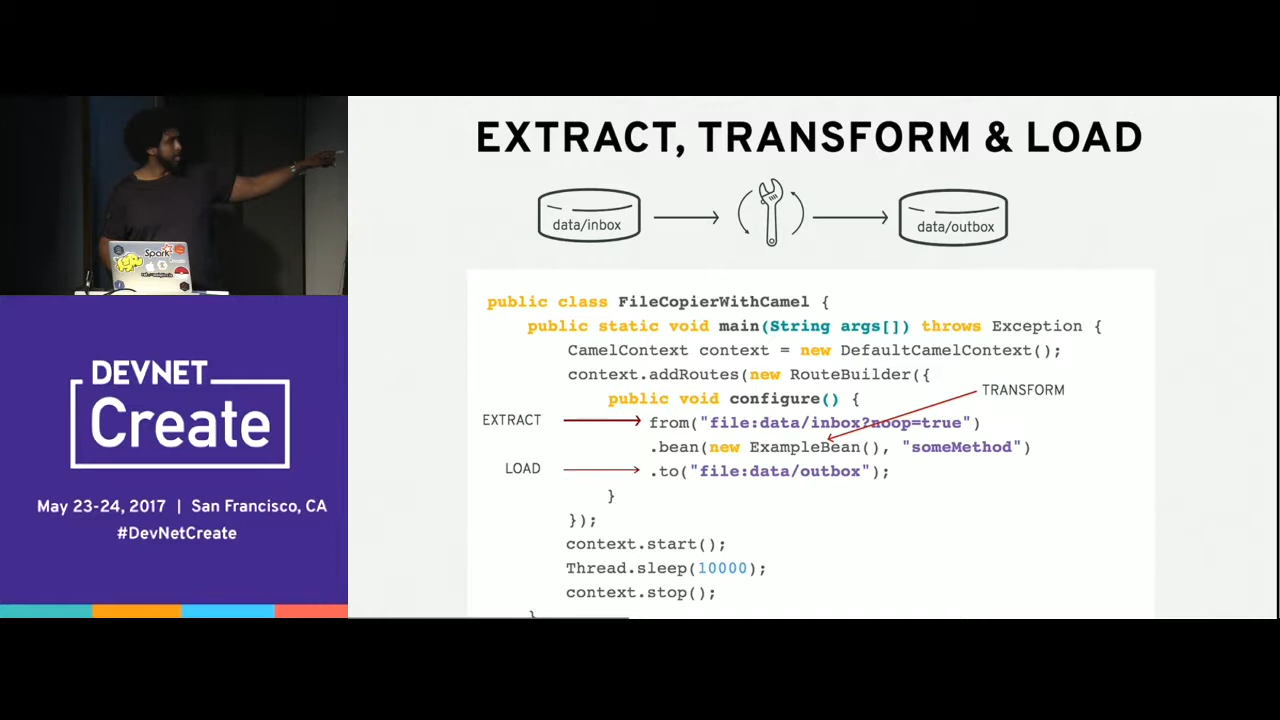 EXTRACT, TRANSFORM & LOAD
data/inbox
data/outbox
public class FileCopierWithCamel {
public static void main(String args[]) throws Exception {
CamelContext context = new DefaultCamelContext();
context.addRoutes(new RouteBuilder({
TRANSFORM
public void configure() {
EXTRACT
from("file:data/inbox?noop=true")
.bean(new ExampleBean(), "someMethod")
LOAD
.to("file:data/outbox");
}
});
context.start();
Thread.sleep(10000);
context.stop();
}
Spark
DEVNET
Create
May 23-24, 2017 | San Francisco, CA
#DevNetCreate